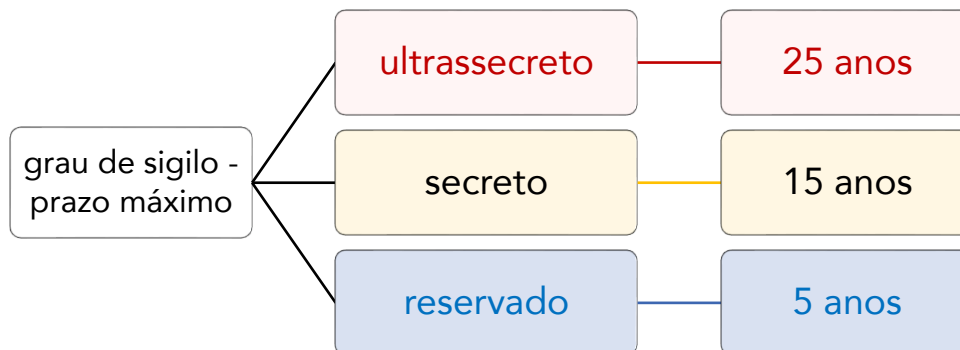 grau de sigilo -
prazo máximo
ultrassecreto
25 anos
secreto
15 anos
reservado
5 anos